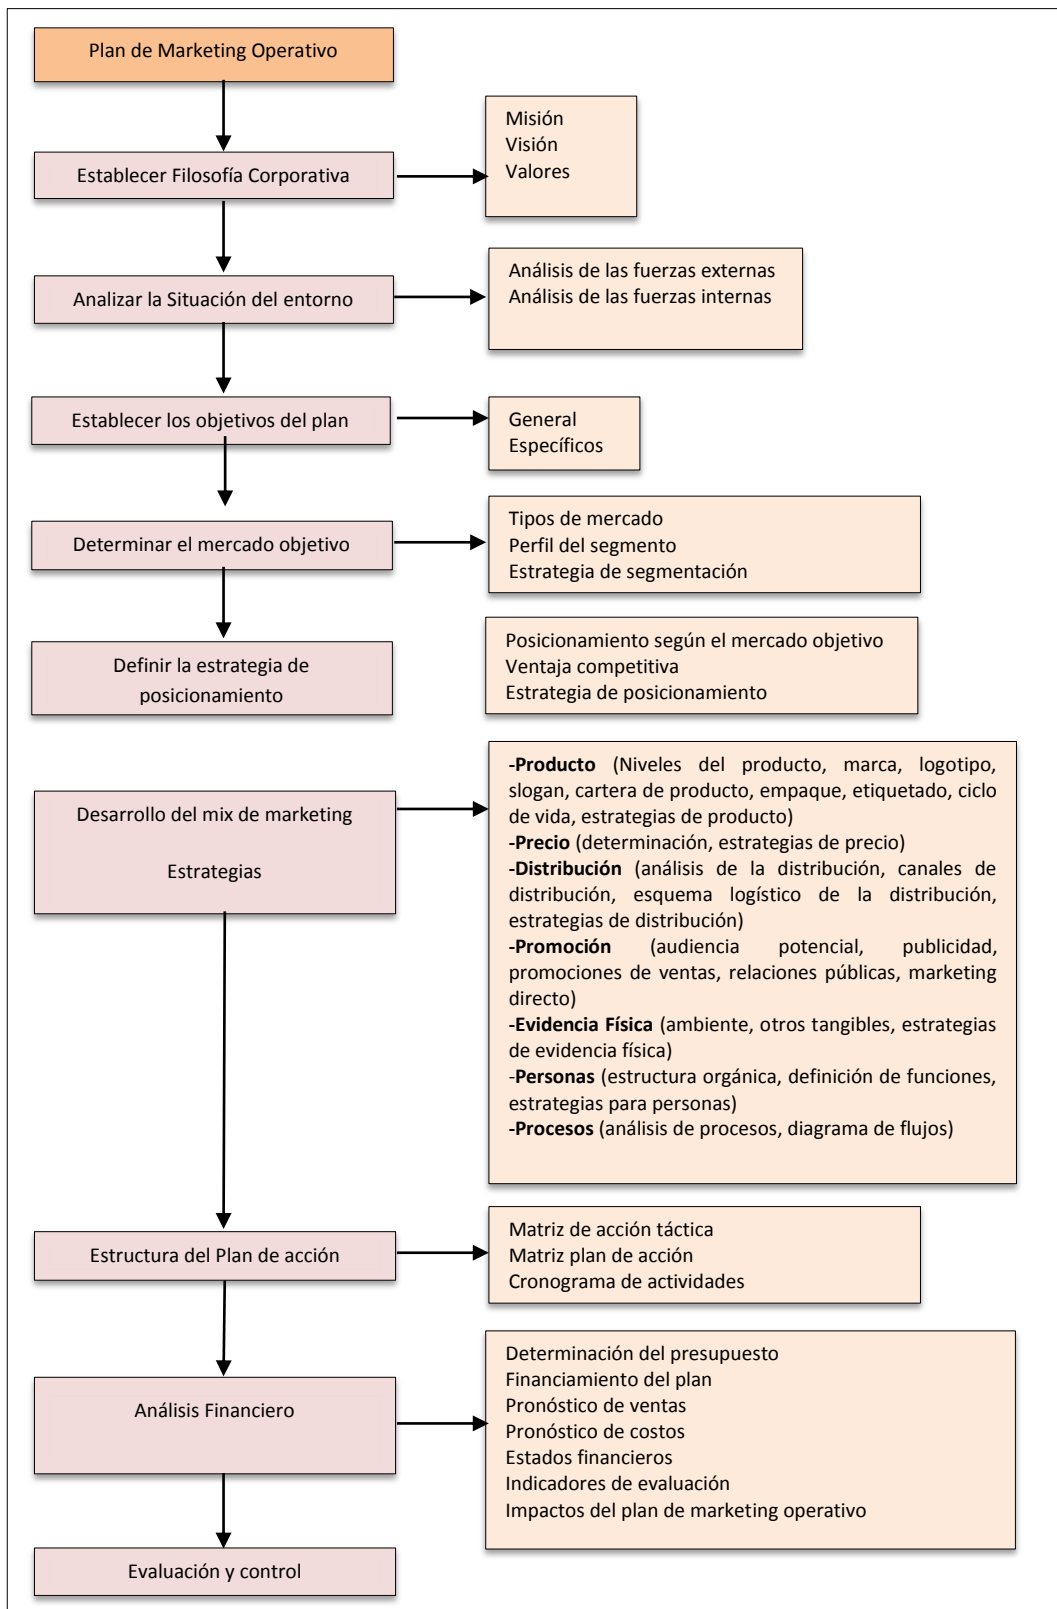 Plan de Marketing Operativo
Establecer Filosofía Corporativa
Misión
Visión
Valores
Analizar la Situación del entorno
Análisis de las fuerzas externas
Análisis de las fuerzas internas
Establecer los objetivos del plan
General
Específicos
Determinar el mercado objetivo
Tipos de mercado
Perfil del segmento
Estrategia de segmentación
Definir la estrategia de
posicionamiento
Posicionamiento según el mercado objetivo
Ventaja competitiva
Estrategia de posicionamiento
Desarrollo del mix de marketing
Estrategias
-Producto (Niveles del producto, marca, logotipo,
slogan, cartera de producto, empaque, etiquetado, ciclo
de vida, estrategias de producto)
-Precio (determinación, estrategias de precio)
-Distribución (análisis de la distribución, canales de
distribución, esquema logístico de la distribución,
estrategias de distribución)
-Promoción (audiencia potencial, publicidad,
promociones de ventas, relaciones públicas, marketing
directo)
-Evidencia Física (ambiente, otros tangibles, estrategias
de evidencia física)
-Personas (estructura orgánica, definición de funciones,
estrategias para personas)
-Procesos (análisis de procesos, diagrama de flujos)
Estructura del Plan de acción
Matriz de acción táctica
Matriz plan de acción
Cronograma de actividades
Análisis Financiero
Determinación del presupuesto
Financiamiento del plan
Pronóstico de ventas
Pronóstico de costos
Estados financieros
Indicadores de evaluación
Impactos del plan de marketing operativo
Evaluación y control